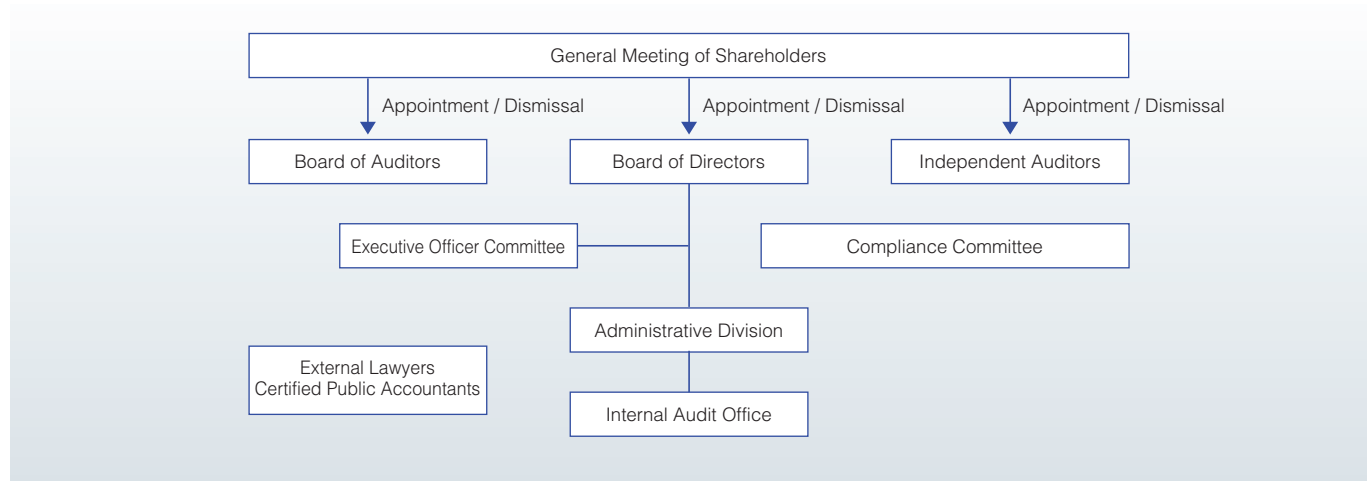 General Meeting of Shareholders
Appointment / Dismissal
Appointment / Dismissal
Appointment / Dismissal
Board of Auditors
Board of Directors
Independent Auditors
Executive Officer Committee
Compliance Committee
Administrative Division
External Lawyers
Certified Public Accountants
Internal Audit Office